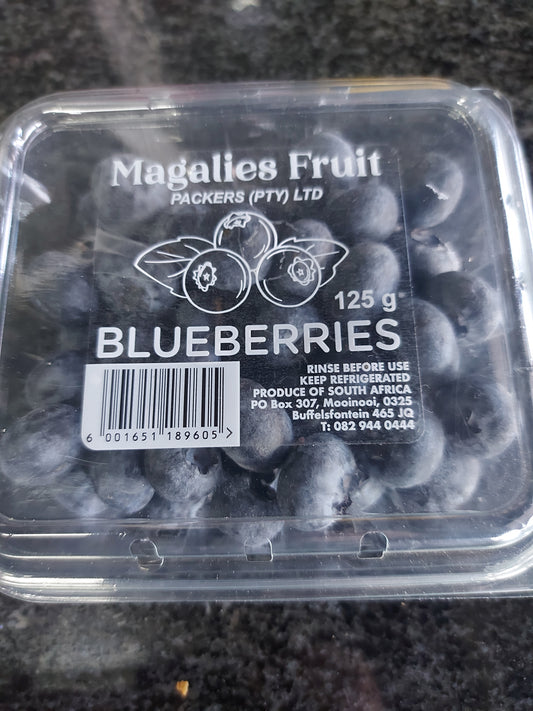 Magalies Fruit
PACKERS (PTY) LTD
125 g
BLUEBERRIES
RINSE BEFORE USE
KEEP REFRIGERATED
PRODUCE OF SOUTH AFRICA
PO Box 307, Mooinooi, 0325
Buffelsfontein 465 JQ
T: 082 944 0444
6 001651 189605 >